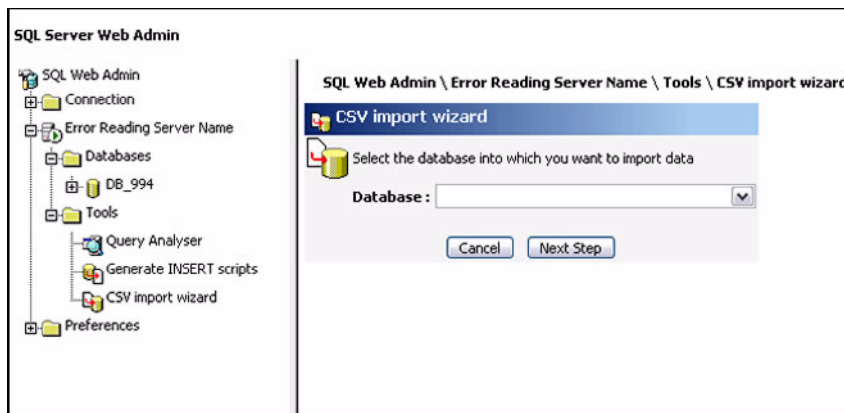 SQL Server Web Admin
SQL Web Admin
Connection
Error Reading Server Name
Databases
DB_994
Tools
Query Analyser
Generate INSERT scripts
CSV import wizard
Preferences
SQL Web Admin \ Error Reading Server Name \ Tools \ CSV import wizard
CSV import wizard
Select the database into which you want to import data
Database :
Cancel Next Step